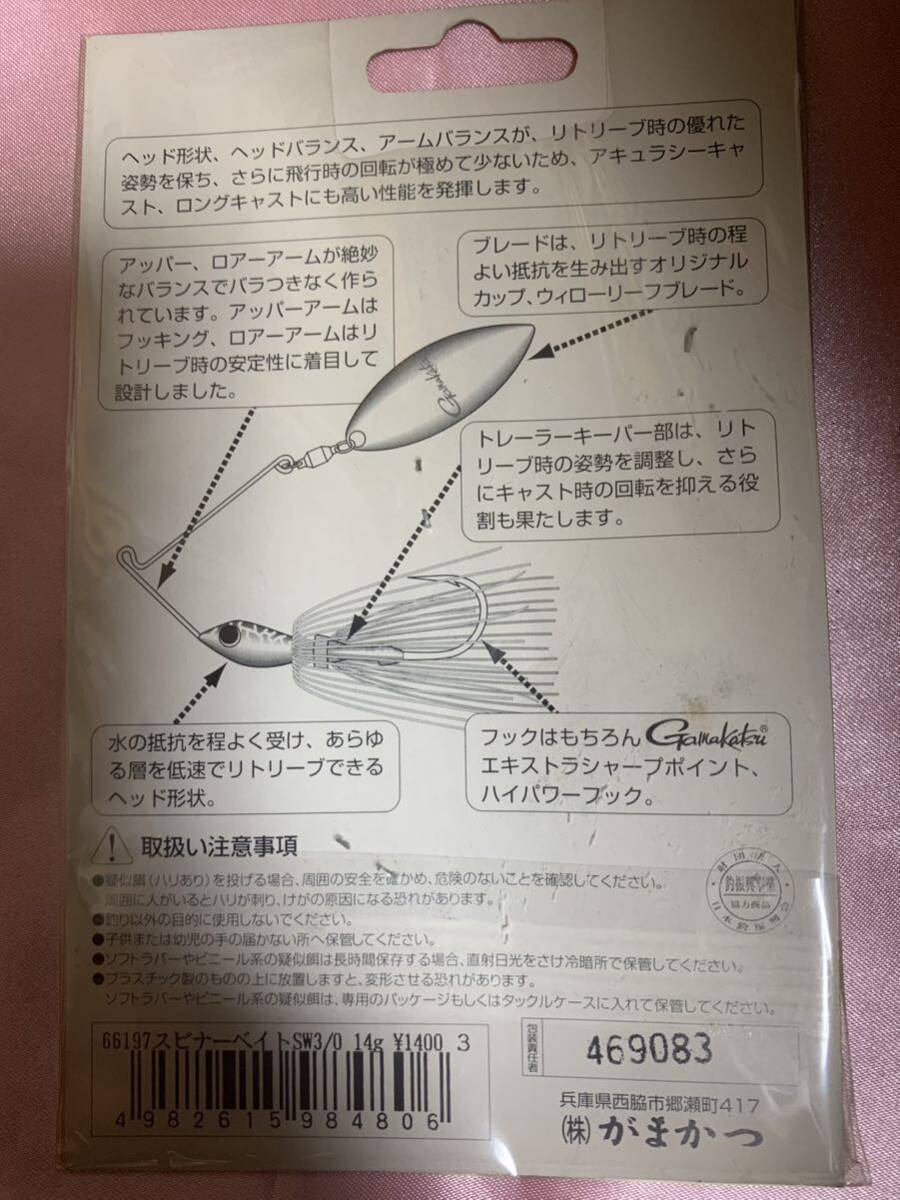 ヘッド形状、ヘッドバランス、アームバランスが、リトリーブ時の優れた
姿勢を保ち、さらに飛行時の回転が極めて少ないため、アキュラシーキャ
スト、ロングキャストにも高い性能を発揮します。
アッパー、ロアーアームが絶妙
なバランスでバラつきなく作ら
れています。アッパーアームは
フッキング、ロアーアームはリ
トリーブ時の安定性に着目して
設計しました。
ブレードは、リトリーブ時の程
よい抵抗を生み出すオリジナル
カップ、ウィローリーフブレード。
Gamakatsu
トレーラーキーパー部は、リト
リーブ時の姿勢を調整し、さら
にキャスト時の回転を抑える役
割も果たします。
水の抵抗を程よく受け、あらゆ
る層を低速でリトリーブできる
ヘッド形状。
フックはもちろんGamakatsu®
エキストラシャープポイント、
ハイパワーフック。
取扱い注意事項
●疑似餌(ハリあり)を投げる場合、周囲の安全を確かめ、危険のないことを確認してください。
周囲に人がいるとハリが刺り、けがの原因になる恐れがあります。
●釣り以外の目的に使用しないでください。
●子供または幼児の手の届かない所へ保管してください。
●ソフトラバーやビニール系の疑似餌は長時間保存する場合、直射日光をさけ冷暗所で保管してください。
●プラスチック製のものの上に放置しますと、変形させる恐れがあります。
ソフトラバーやビニール系の疑似餌は、専用のパッケージもしくはタックルケースに入れて保管してください。
財団法人
釣振興事業
協力商品
66197スピナーベイトSW3/0 14g ¥1400 3
4982615984806
包装責任者
469083
兵庫県西脇市郷瀬町417
(株)がまかつ